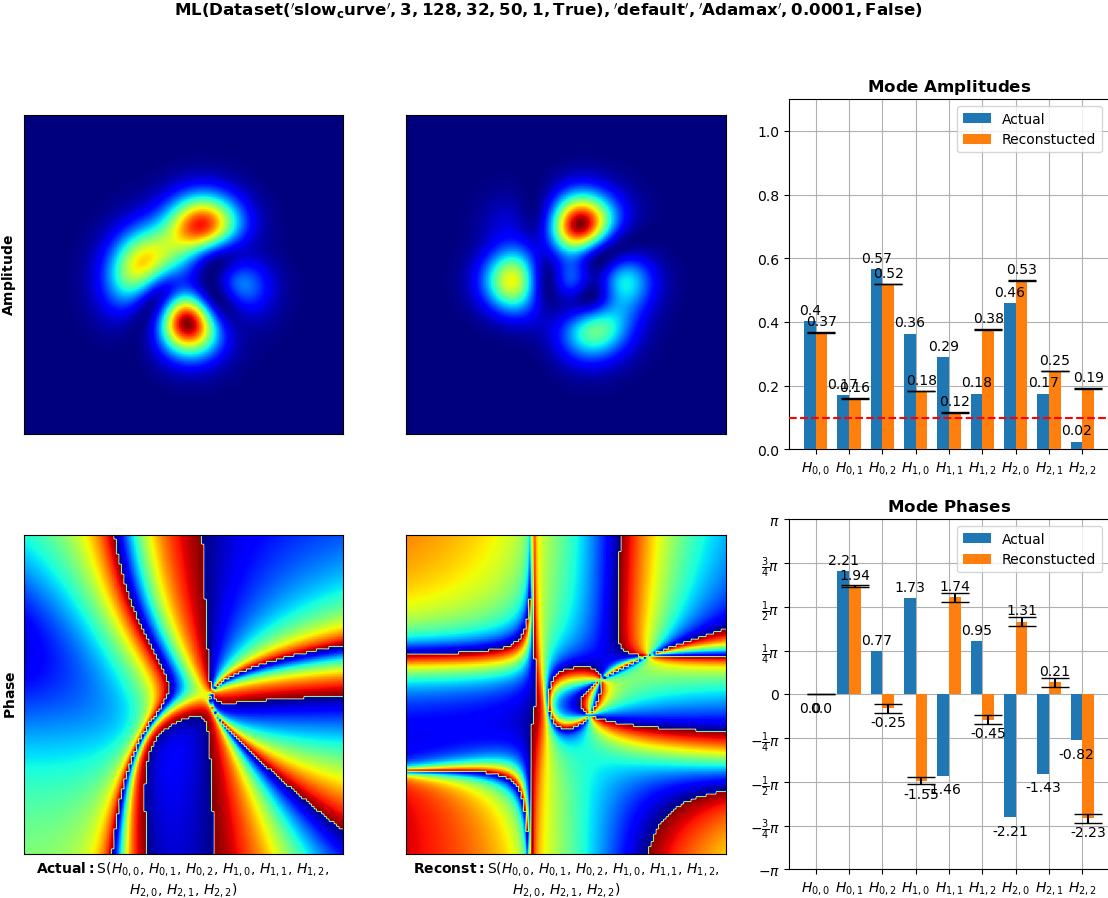 ML(Dataset(′slow_curve′, 3, 128, 32, 50, 1, True),′default′,′Adamax′, 0.0001, False)
Amplitude
Mode Amplitudes
Actual
Reconstucted
1.0
0.8
0.6
0.4
0.2
0.0
0.4
0.37
0.17
0.16
0.57
0.52
0.36
0.18
0.29
0.12
0.18
0.38
0.46
0.53
0.17
0.25
0.02
0.19
H0,0 H0,1 H0,2 H1,0 H1,1 H1,2 H2,0 H2,1 H2,2
Phase
Mode Phases
Actual
Reconstucted
π
3/4π
1/2π
1/4π
0
−1/4π
−1/2π
−3/4π
−π
0.0
0.0
2.21
1.94
0.77
-0.25
1.73
-1.55
-1.46
1.74
0.95
-0.45
-2.21
1.31
-1.43
0.21
-0.82
-2.23
H0,0 H0,1 H0,2 H1,0 H1,1 H1,2 H2,0 H2,1 H2,2
Actual: S(H0,0, H0,1, H0,2, H1,0, H1,1, H1,2,
H2,0, H2,1, H2,2)
Reconst: S(H0,0, H0,1, H0,2, H1,0, H1,1, H1,2,
H2,0, H2,1, H2,2)